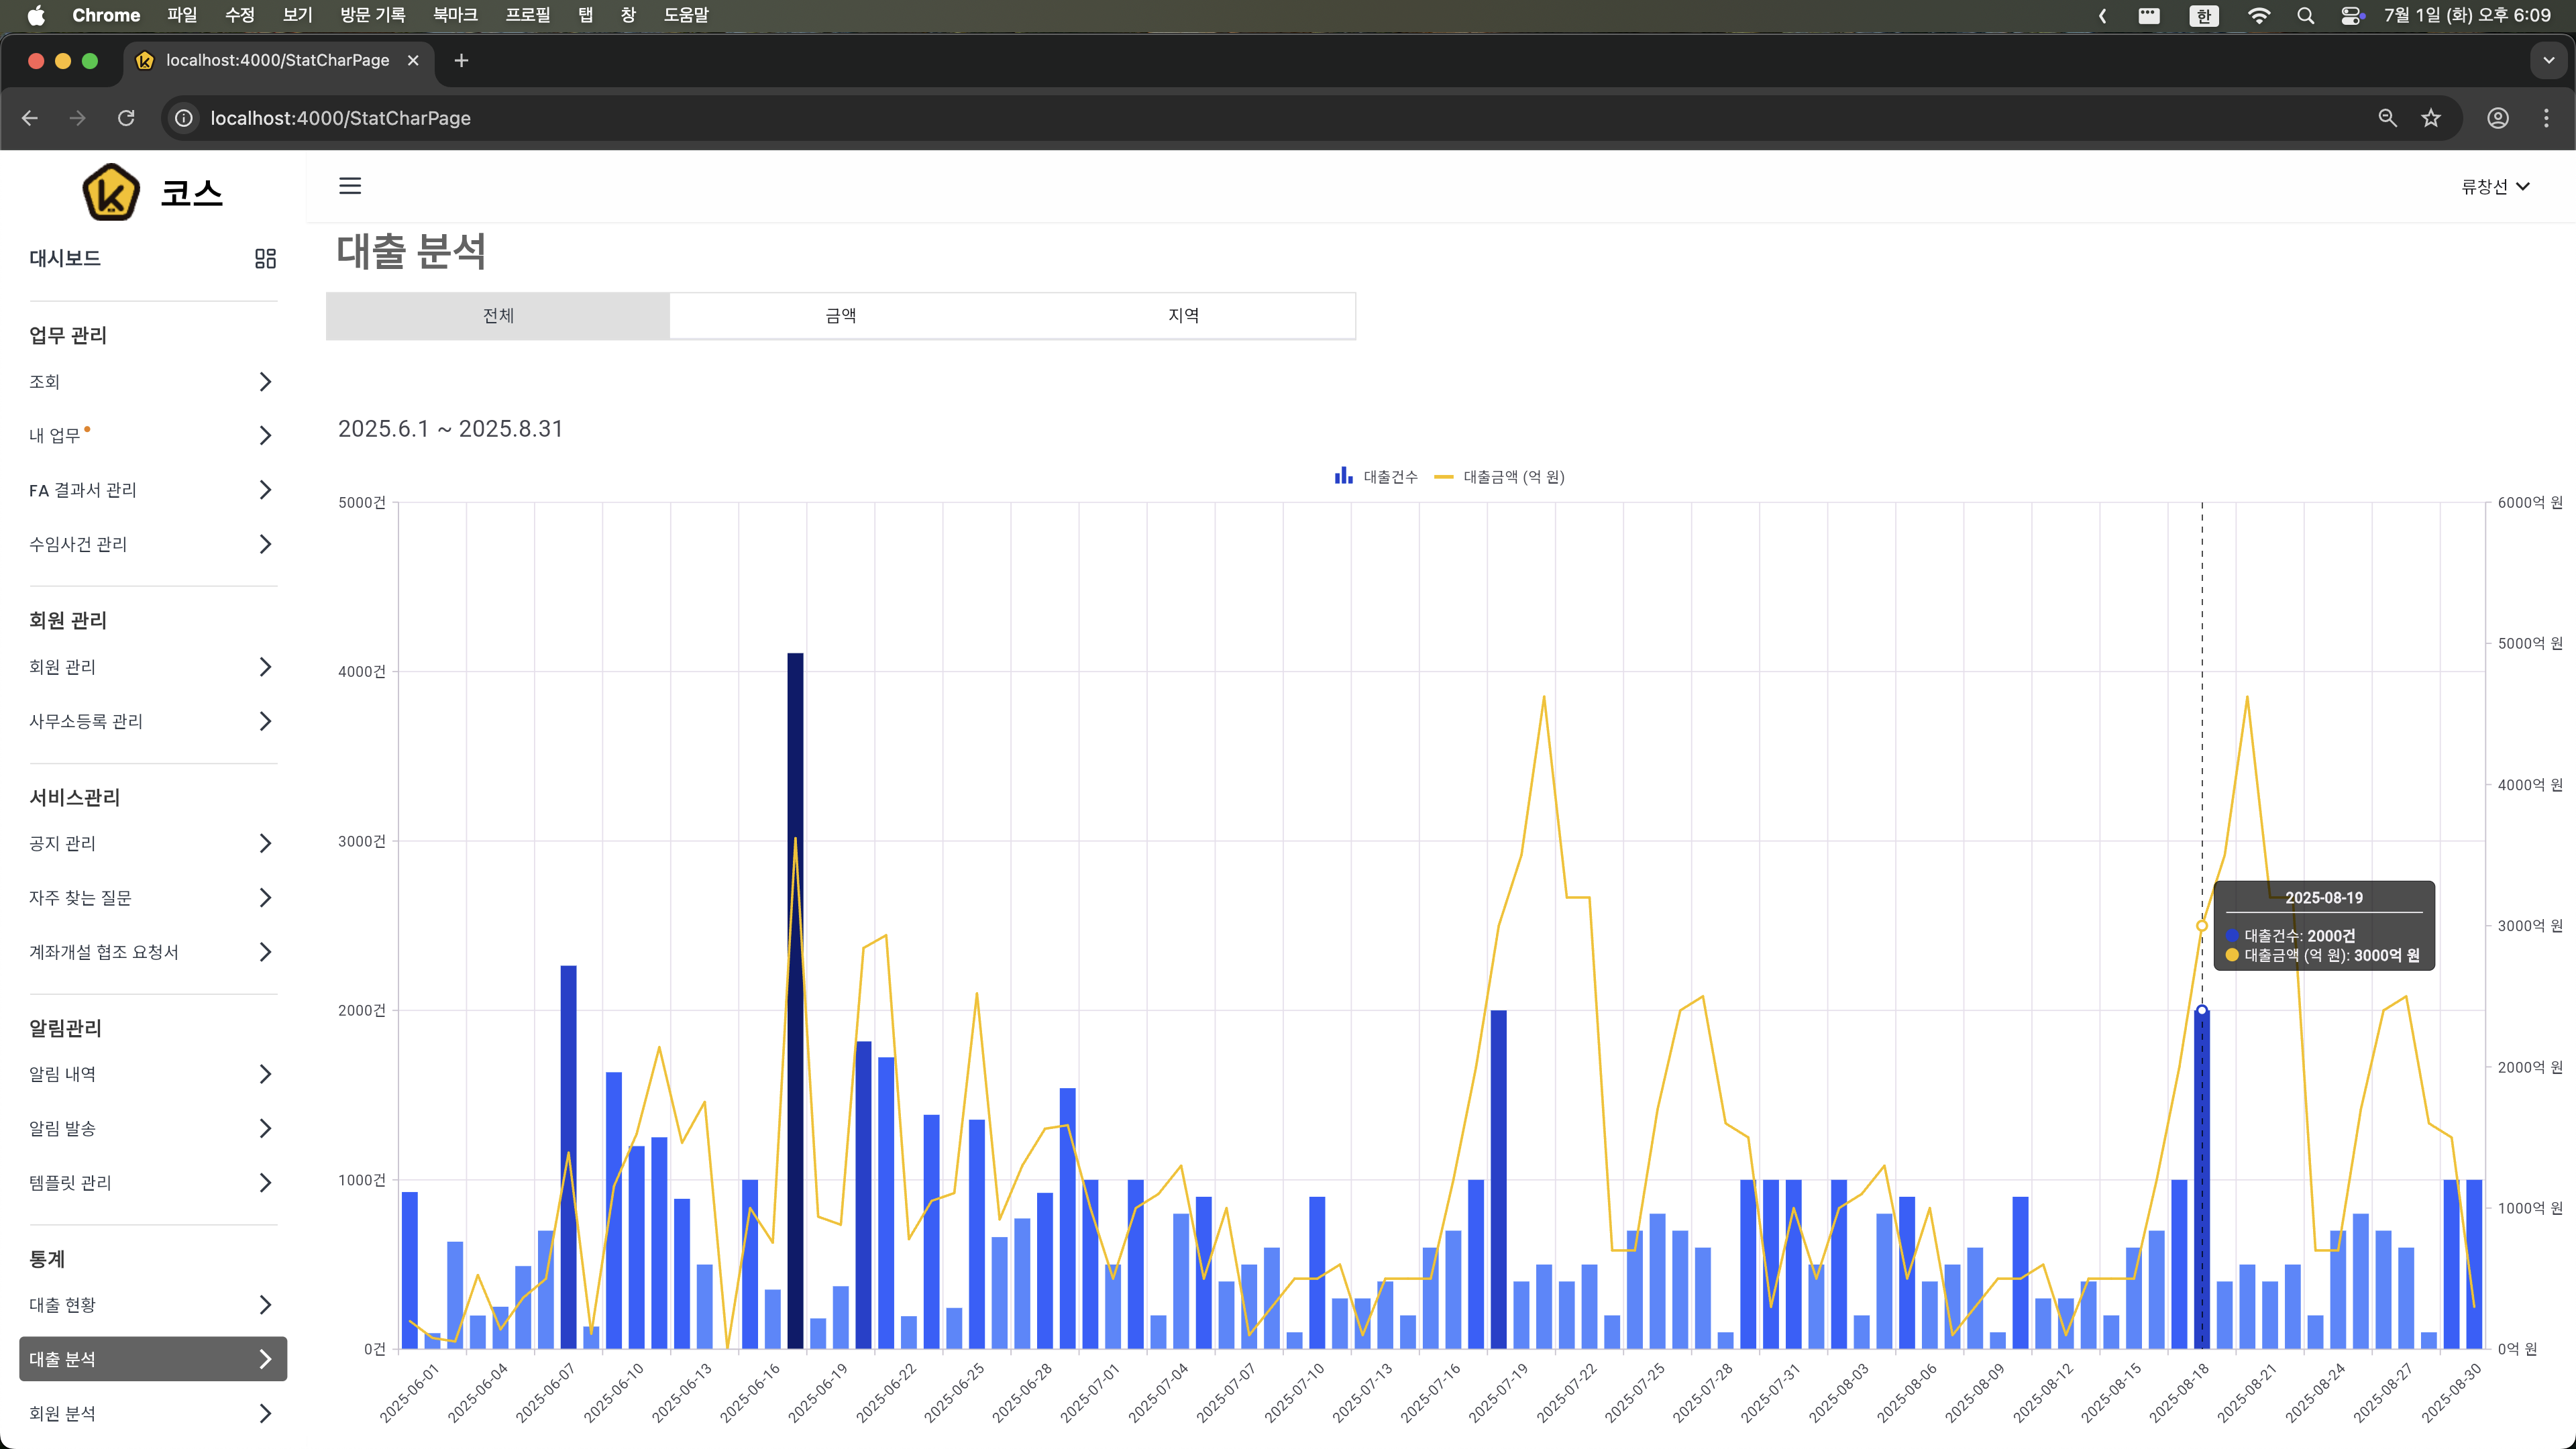 Chrome 파일 수정 보기 방문 기록 북마크 프로필 탭 창 도움말 한 7월 1일 (화) 오후 6:09
localhost:4000/StatCharPage
localhost:4000/StatCharPage
코스
류창선
대시보드
업무 관리
조회
내 업무
FA 결과서 관리
수임사건 관리
회원 관리
회원 관리
사무소등록 관리
서비스관리
공지 관리
자주 찾는 질문
계좌개설 협조 요청서
알림관리
알림 내역
알림 발송
템플릿 관리
통계
대출 현황
대출 분석
회원 분석
대출 분석
전체 금액 지역
2025.6.1 ~ 2025.8.31
대출건수 대출금액 (억 원)
5000건
4000건
3000건
2000건
1000건
0건
6000억 원
5000억 원
4000억 원
3000억 원
2000억 원
1000억 원
0억 원
2025-08-19
대출건수: 2000건
대출금액 (억 원): 3000억 원
2025-06-01 2025-06-04 2025-06-07 2025-06-10 2025-06-13 2025-06-16 2025-06-19 2025-06-22 2025-06-25 2025-06-28 2025-07-01 2025-07-04 2025-07-07 2025-07-10 2025-07-13 2025-07-16 2025-07-19 2025-07-22 2025-07-25 2025-07-28 2025-07-31 2025-08-03 2025-08-06 2025-08-09 2025-08-12 2025-08-15 2025-08-18 2025-08-21 2025-08-24 2025-08-27 2025-08-30